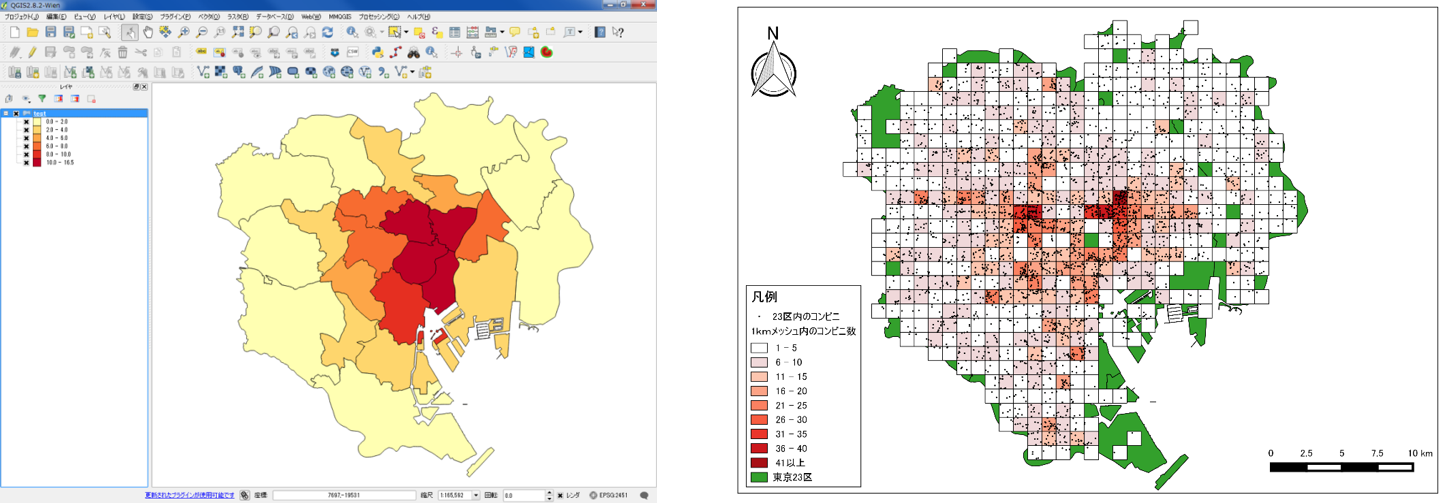 QGIS2.8.2-Wien
プロジェクト(J) 編集(E) ビュー(V) レイヤ(L) 設定(S) プラグイン(P) ベクタ(O) ラスタ(R) データベース(D) Web(W) MMQGIS プロセッシング(C) ヘルプ(H)
レイヤ
0.0 - 2.0
2.0 - 4.0
4.0 - 6.0
6.0 - 8.0
8.0 - 10.0
10.0 - 16.5
更新されたプラグインが使用可能です 座標: 7697,-19531 縮尺 1:165,592 回転: 0.0 レンダ EPSG:2451
N
凡例
23区内のコンビニ
1kmメッシュ内のコンビニ数
1 - 5
6 - 10
11 - 15
16 - 20
21 - 25
26 - 30
31 - 35
36 - 40
41以上
東京23区
0 2.5 5 7.5 10 km